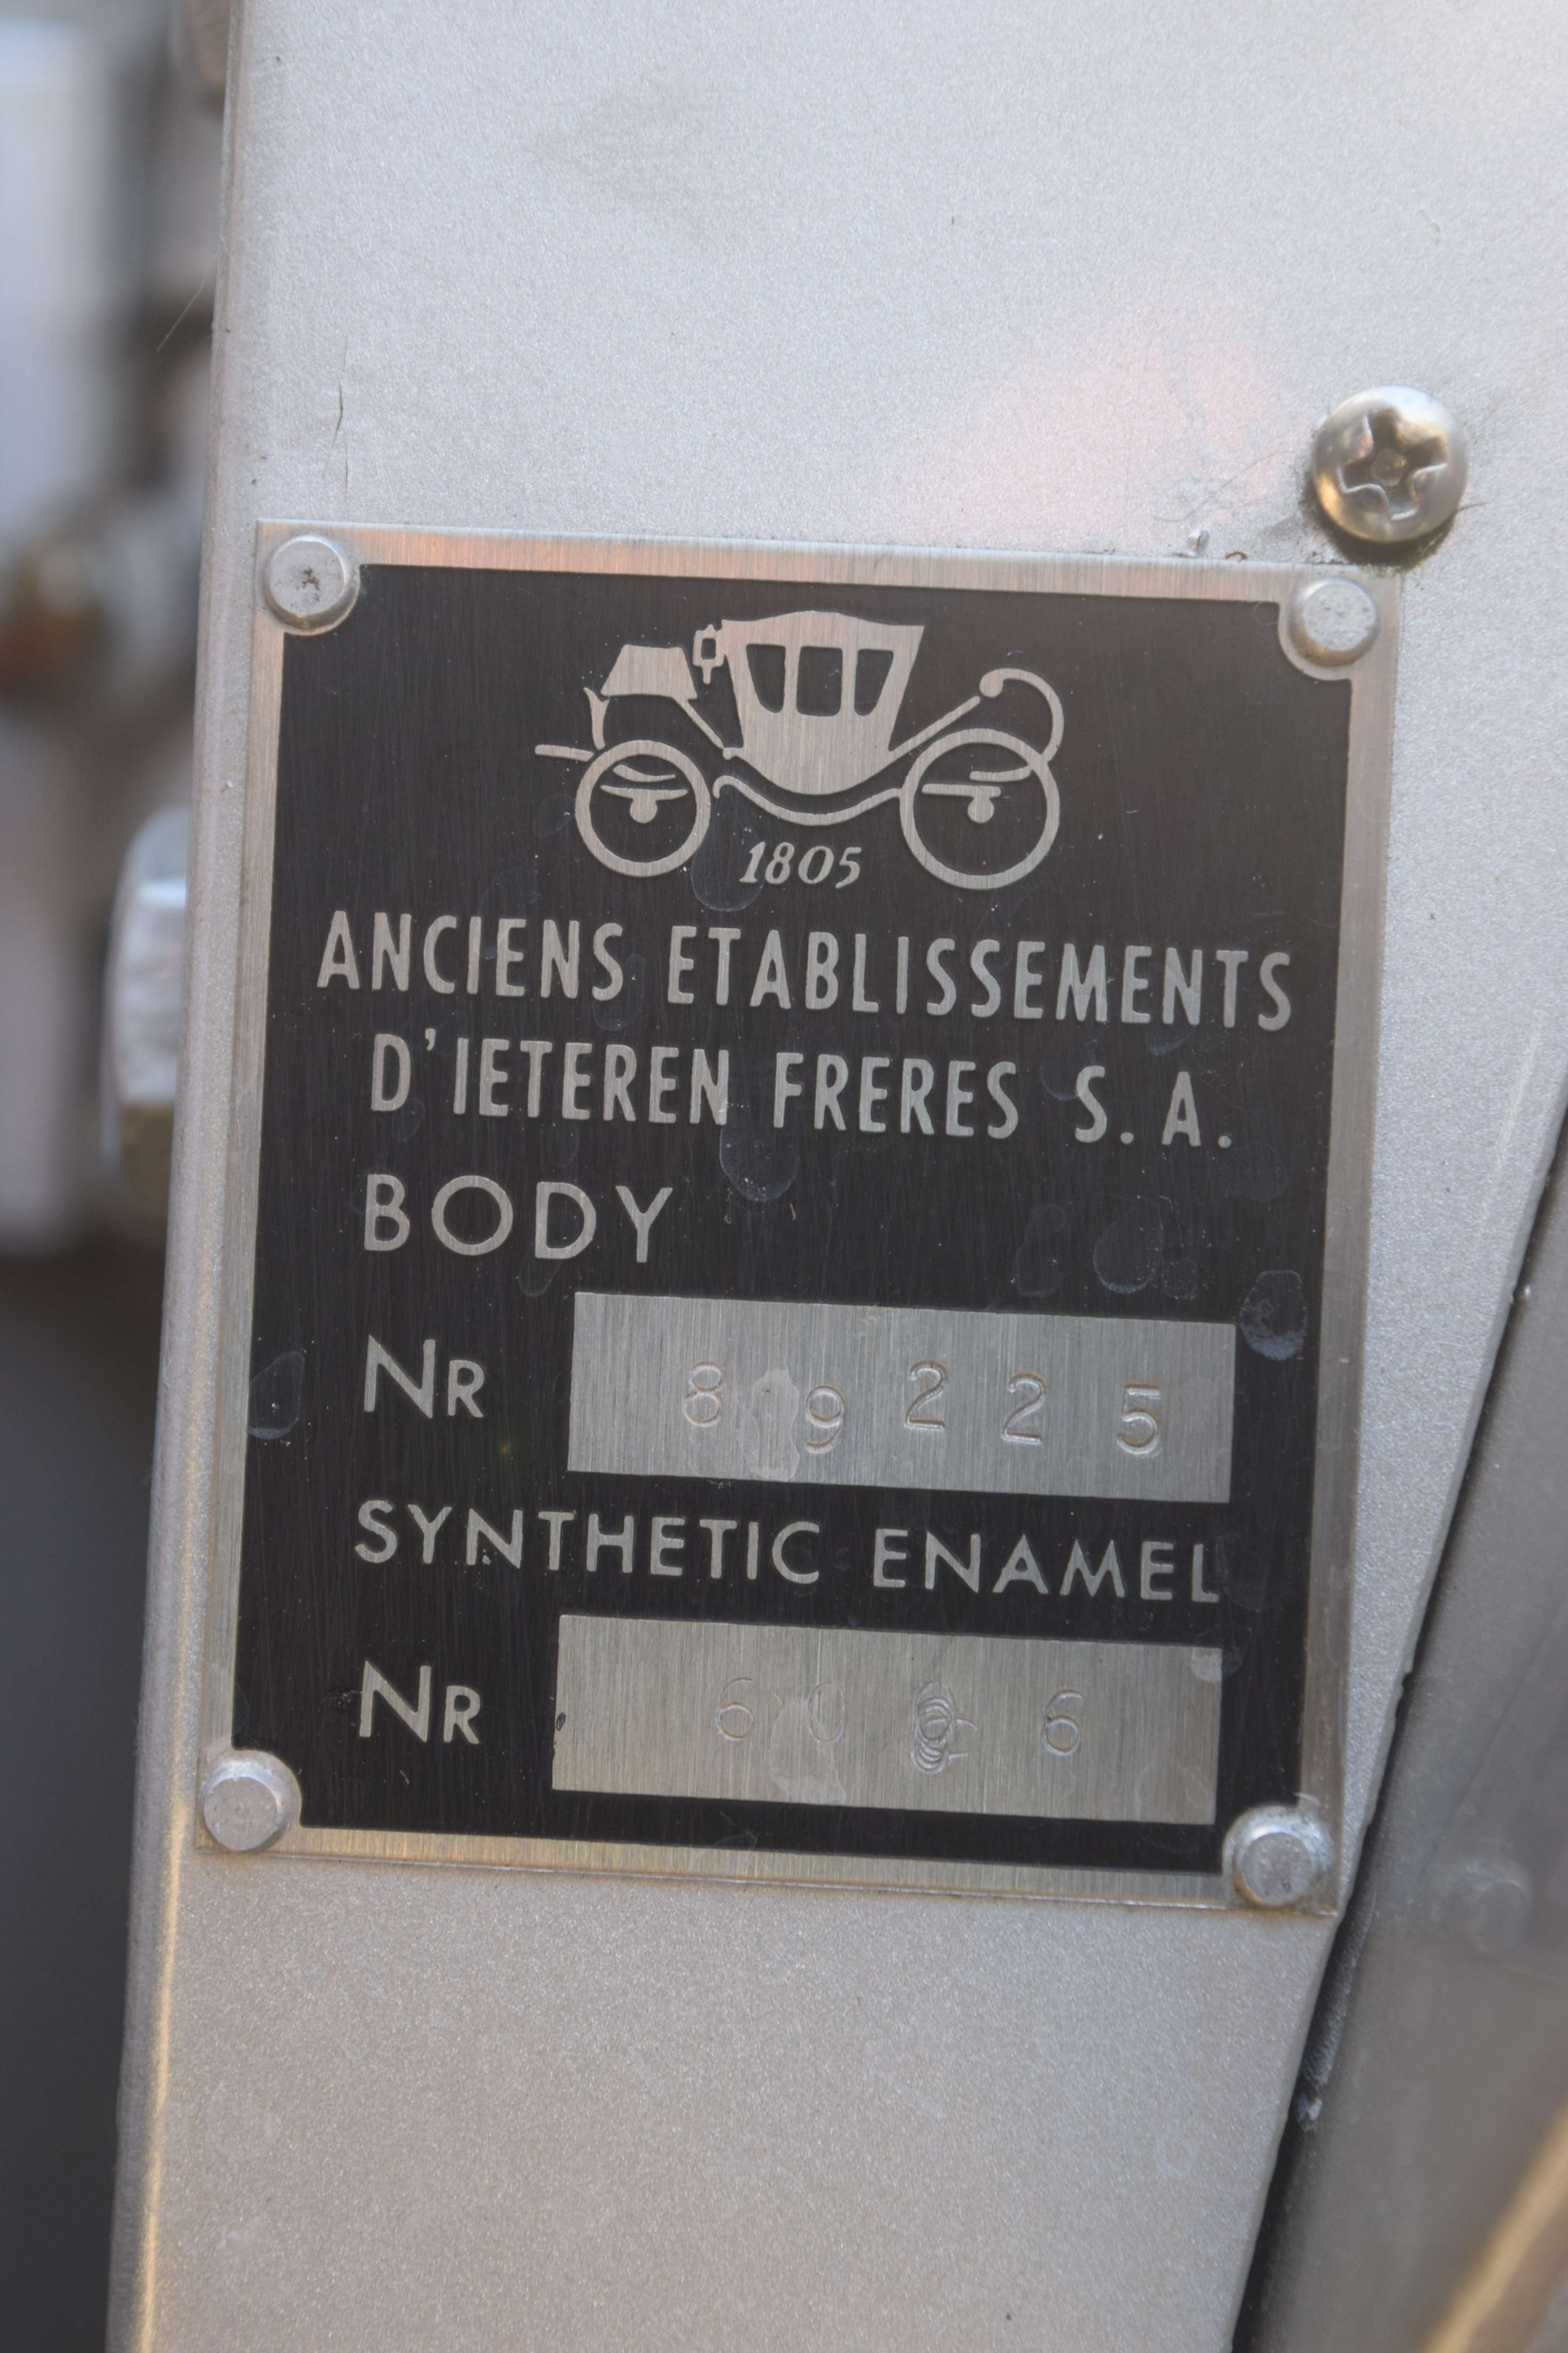 1805
ANCIENS ETABLISSEMENTS
D'IETEREN FRERES S. A.
BODY
NR 89225
SYNTHETIC ENAMEL
NR